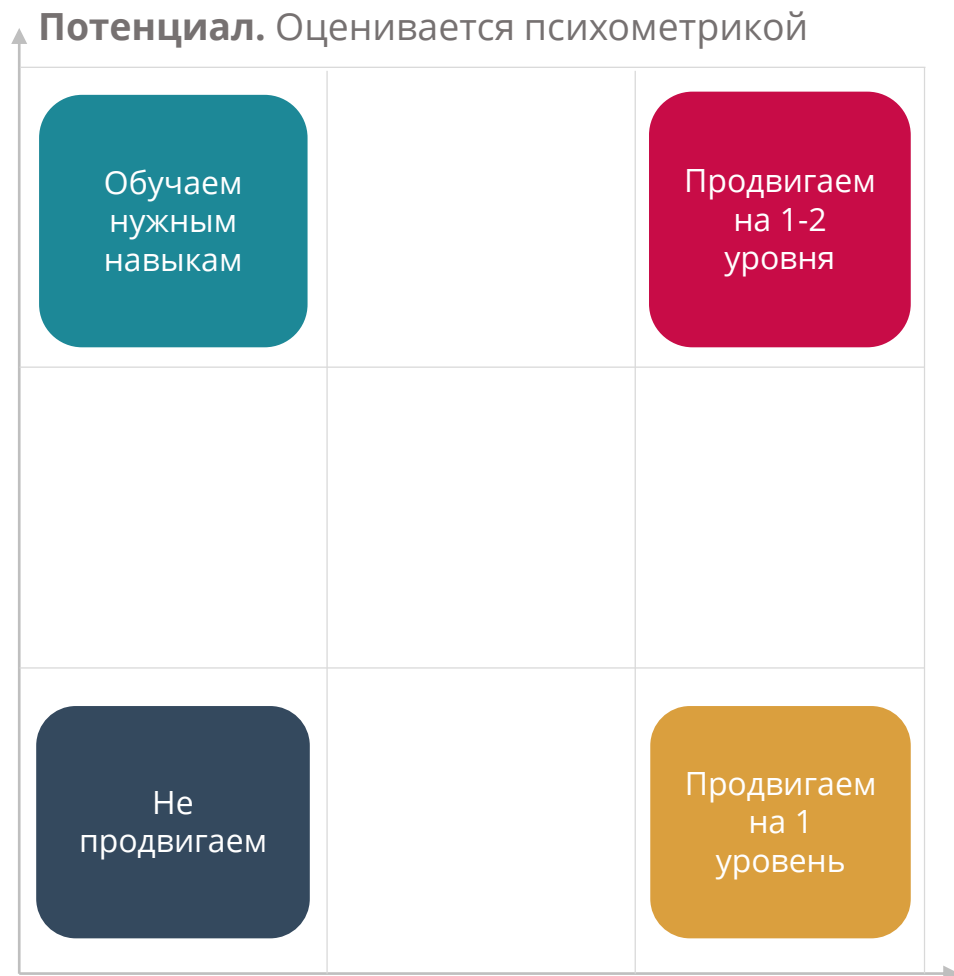 Потенциал. Оценивается психометрикой
Обучаем
нужным
навыкам
Продвигаем
на 1-2
уровня
Не
продвигаем
Продвигаем
на 1
уровень